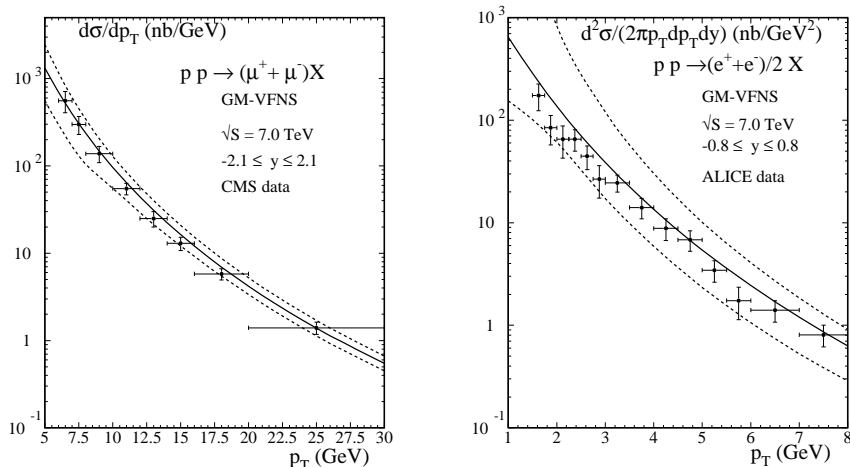 dσ/dp_T (nb/GeV)
p p → (μ⁺ + μ⁻)X
GM-VFNS
√S = 7.0 TeV
-2.1 ≤ y ≤ 2.1
CMS data
10³
10²
10
1
10⁻¹
5 7.5 10 12.5 15 17.5 20 22.5 25 27.5 30
p_T (GeV)
d²σ/(2πp_Tdp_Tdy) (nb/GeV²)
p p →(e⁺+e⁻)/2 X
GM-VFNS
√S = 7.0 TeV
-0.8 ≤ y ≤ 0.8
ALICE data
10³
10²
10
1
10⁻¹
1 2 3 4 5 6 7 8
p_T (GeV)